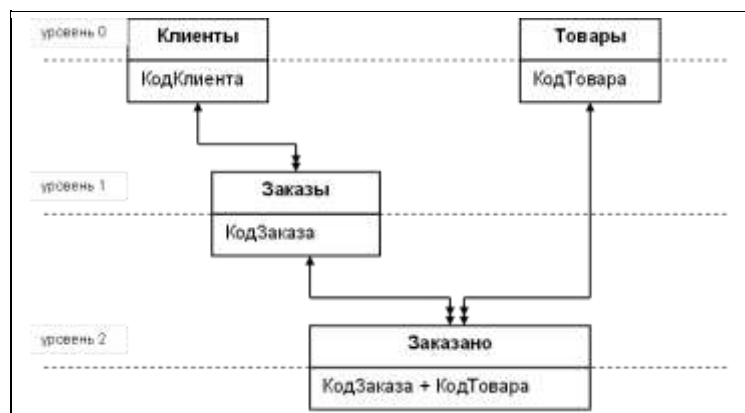 уровень 0
Клиенты
Товары
КодКлиента
КодТовара
уровень 1
Заказы
КодЗаказа
уровень 2
Заказано
КодЗаказа + КодТовара